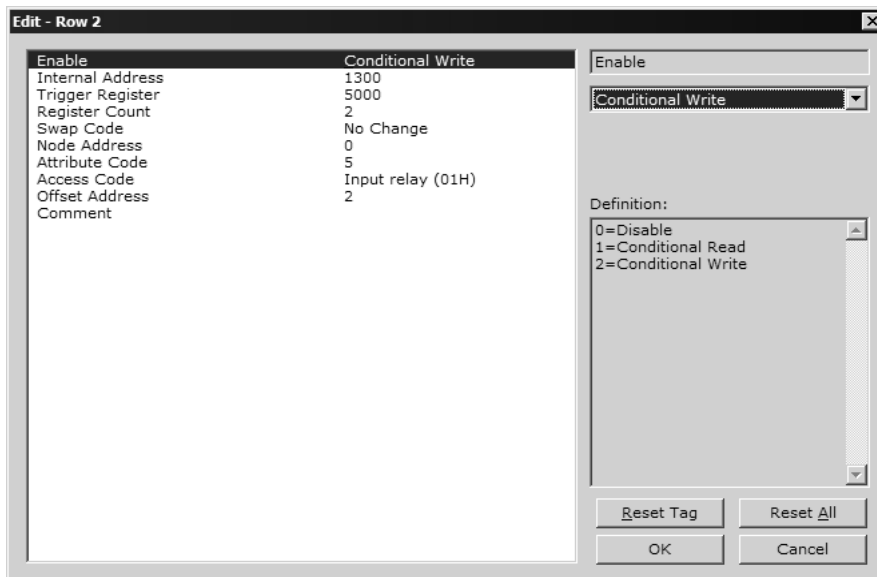 Edit - Row 2
Enable Conditional Write
Internal Address 1300
Trigger Register 5000
Register Count 2
Swap Code No Change
Node Address 0
Attribute Code 5
Access Code Input relay (01H)
Offset Address 2
Comment
Enable
Conditional Write
Definition:
0=Disable
1=Conditional Read
2=Conditional Write
Reset Tag Reset All
OK Cancel